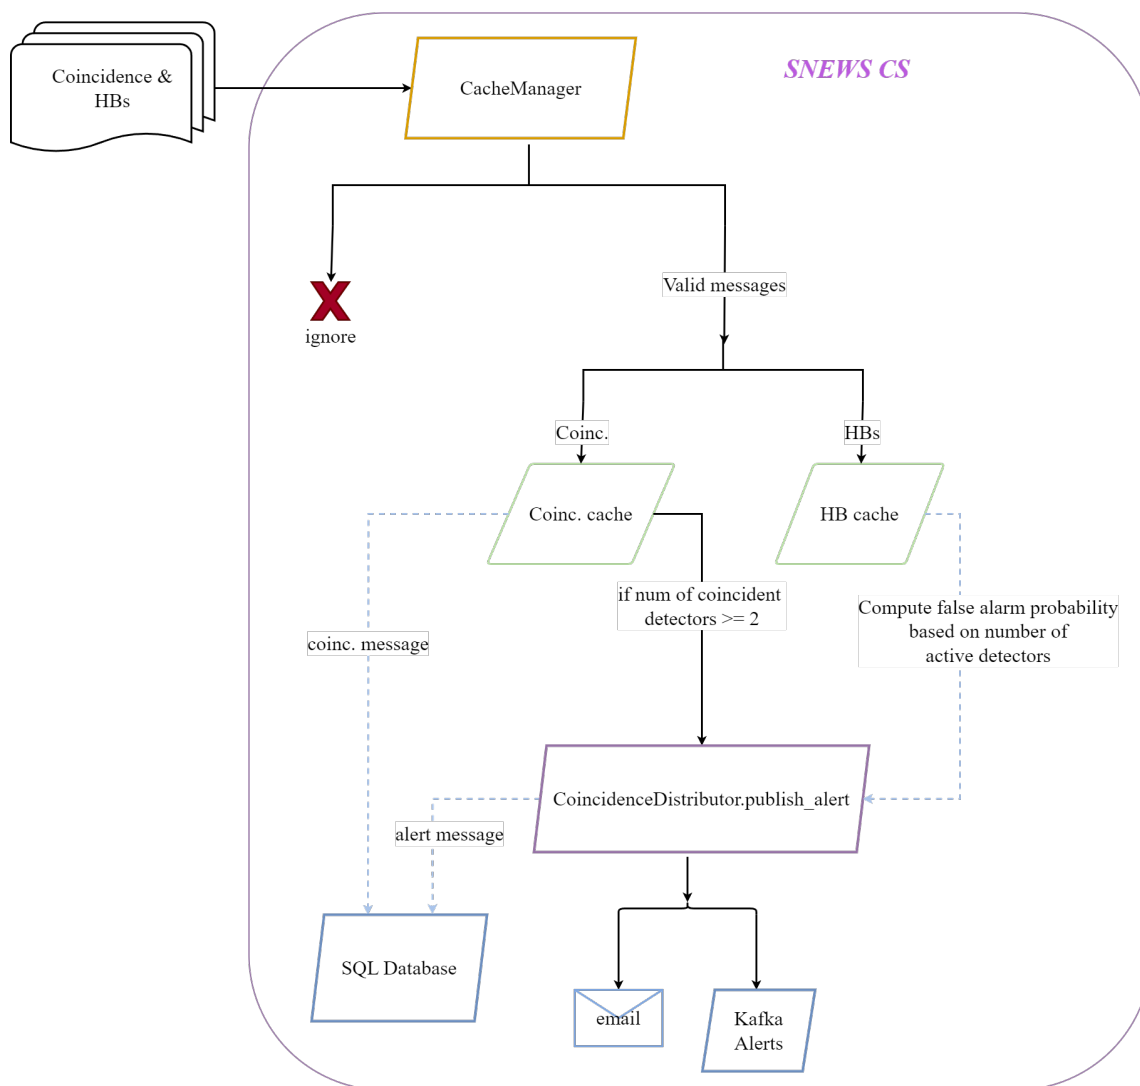 SNEWS CS
Coincidence &
HBs
CacheManager
Valid messages
ignore
Coinc.
HBs
Coinc. cache
HB cache
if num of coincident
detectors >= 2
Compute false alarm probability
based on number of
active detectors
coinc. message
CoincidenceDistributor.publish_alert
alert message
SQL Database
email
Kafka
Alerts